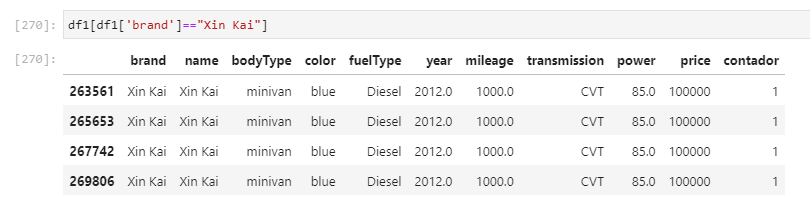 [270]: df1[df1['brand']=="Xin Kai"]
[270]:
brand name bodyType color fuelType year mileage transmission power price contador
263561 Xin Kai Xin Kai minivan blue Diesel 2012.0 1000.0 CVT 85.0 100000 1
265653 Xin Kai Xin Kai minivan blue Diesel 2012.0 1000.0 CVT 85.0 100000 1
267742 Xin Kai Xin Kai minivan blue Diesel 2012.0 1000.0 CVT 85.0 100000 1
269806 Xin Kai Xin Kai minivan blue Diesel 2012.0 1000.0 CVT 85.0 100000 1